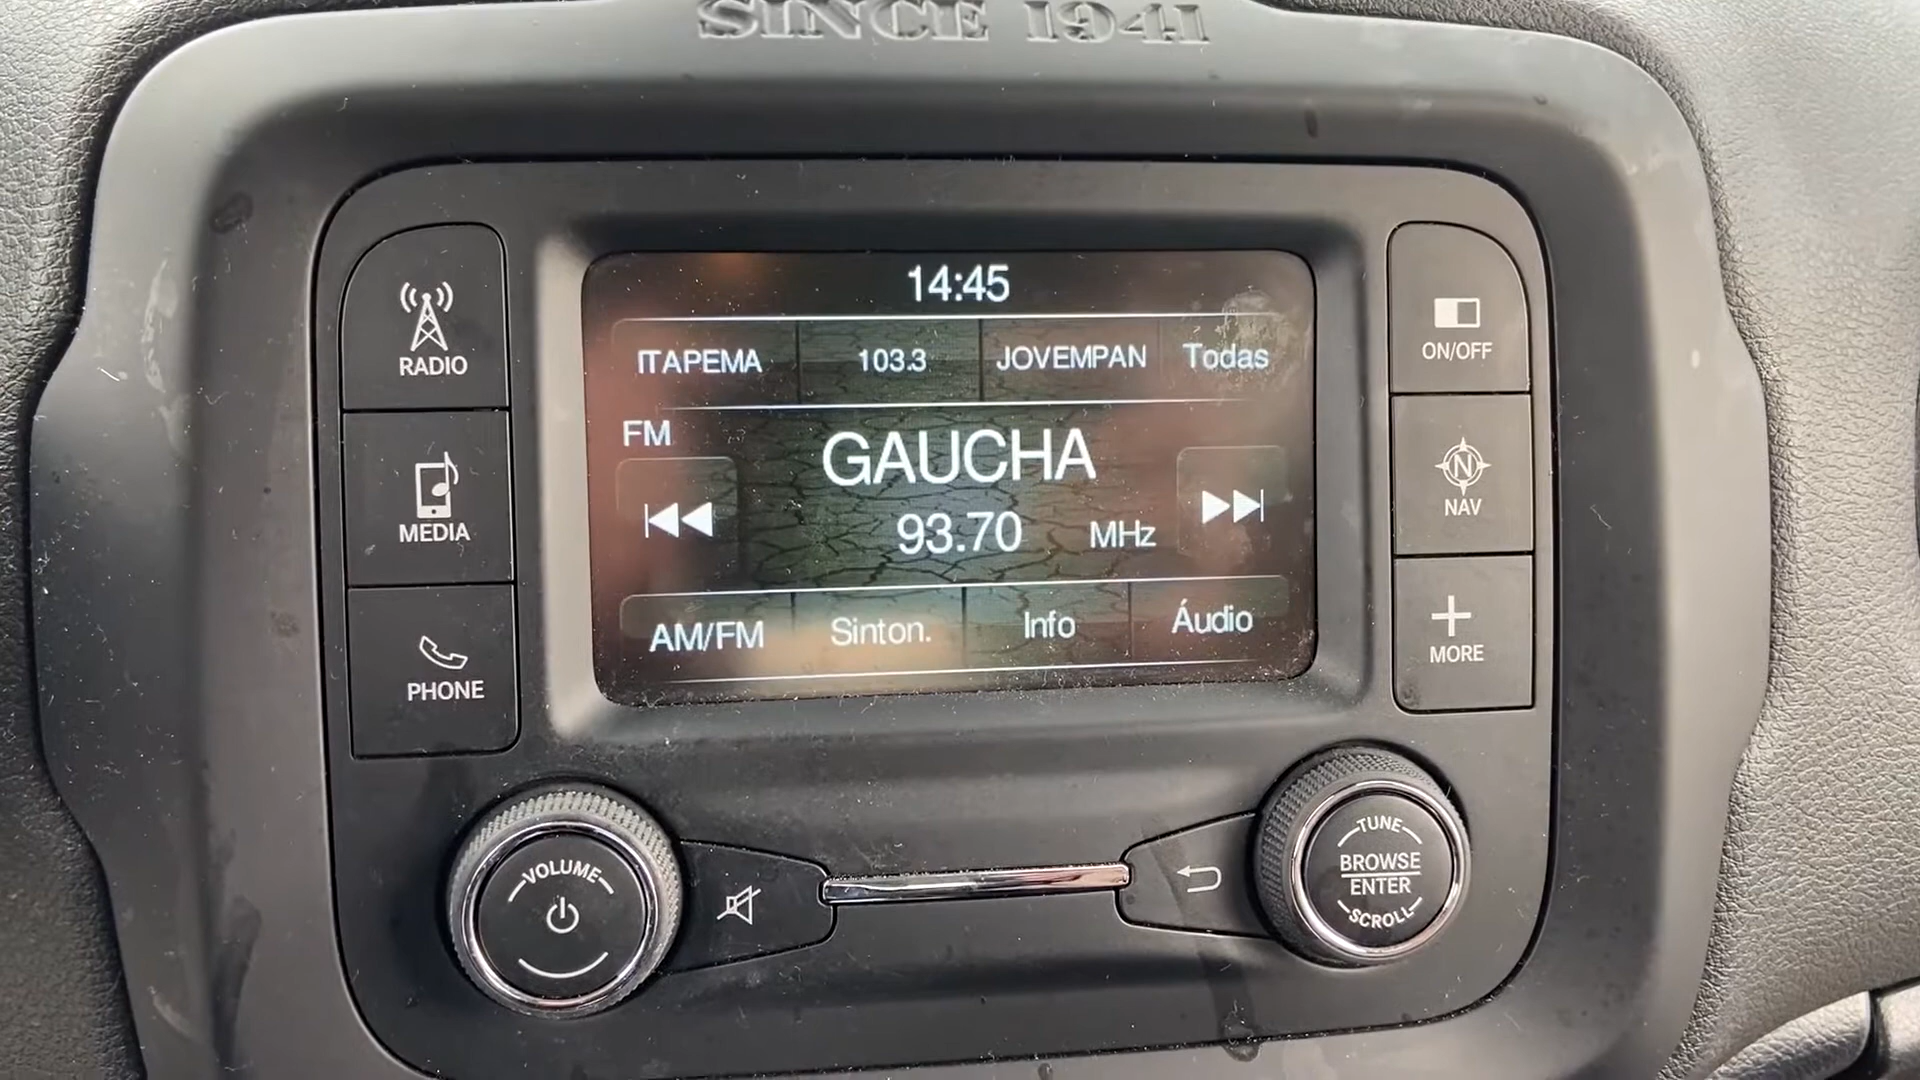 SINCE 1941
14:45
ITAPEMA 103.3 JOVEMPAN Todas
FM
GAUCHA
93.70 MHz
AM/FM Sinton. Info Áudio
RADIO
MEDIA
PHONE
ON/OFF
N
NAV
MORE
VOLUME
TUNE
BROWSE
ENTER
SCROLL